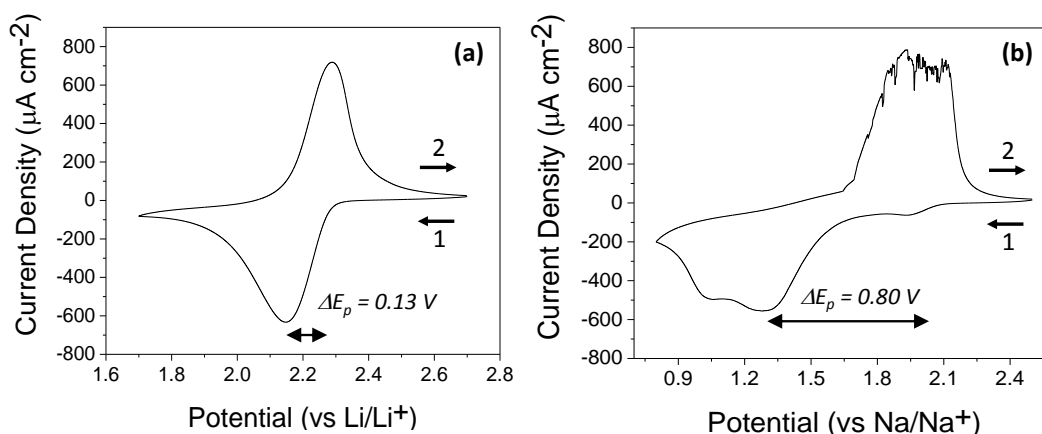 (a)
Current Density (μA cm⁻²)
800
600
400
200
0
-200
-400
-600
-800
2
1
ΔEₚ = 0.13 V
1.6 1.8 2.0 2.2 2.4 2.6 2.8
Potential (vs Li/Li⁺)
(b)
Current Density (μA cm⁻²)
800
600
400
200
0
-200
-400
-600
-800
2
1
ΔEₚ = 0.80 V
0.9 1.2 1.5 1.8 2.1 2.4
Potential (vs Na/Na⁺)